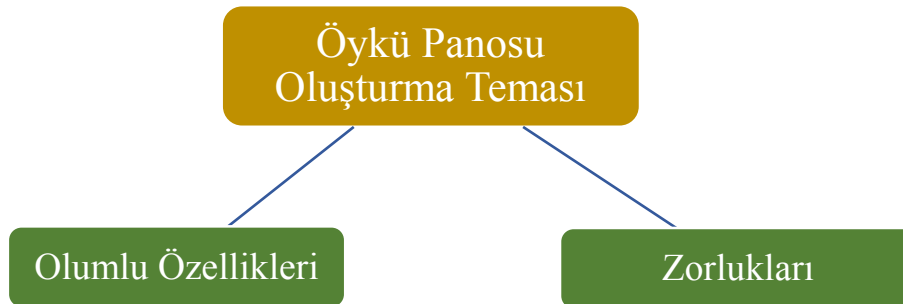 Öykü Panosu
Oluşturma Teması
Olumlu Özellikleri
Zorlukları